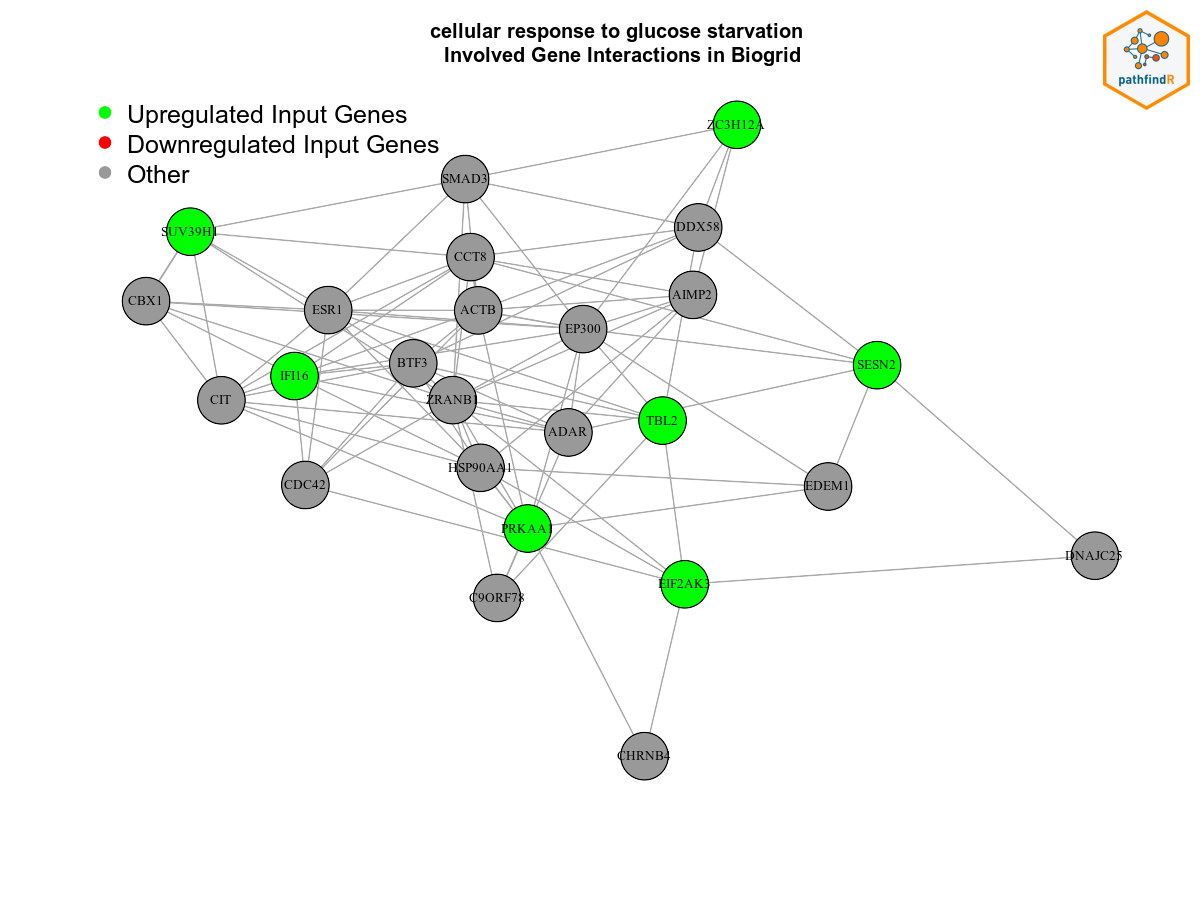 cellular response to glucose starvation
Involved Gene Interactions in Biogrid
pathfindR
Upregulated Input Genes
Downregulated Input Genes
Other
ZC3H12A
SMAD3
SUV39H1
DDX58
CCT8
CBX1
ESR1
ACTB
AIMP2
EP300
BTF3
SESN2
IFI16
CIT
ZRANB1
TBL2
ADAR
HSP90AA1
CDC42
EDEM1
PRKAA1
DNAJC25
EIF2AK3
C9ORF78
CHRNB4